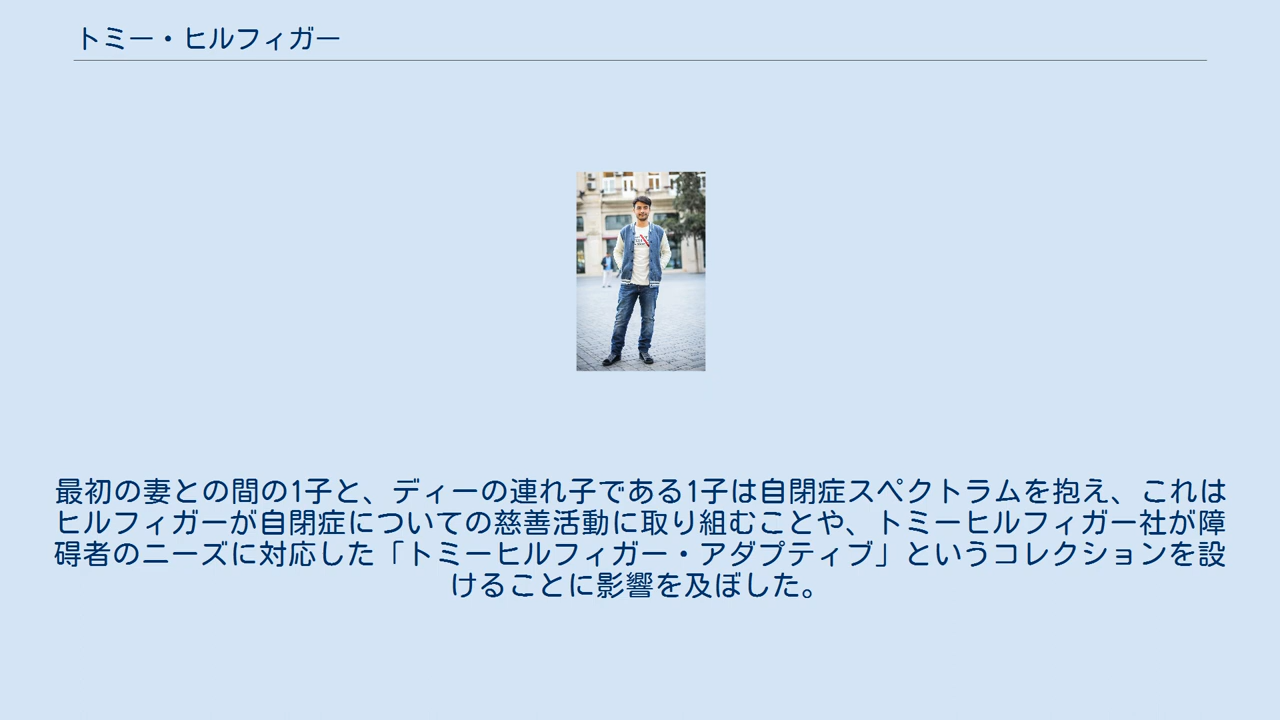 トミー・ヒルフィガー
最初の妻との間の1子と、ディーの連れ子である1子は自閉症スペクトラムを抱え、これは
ヒルフィガーが自閉症についての慈善活動に取り組むことや、トミーヒルフィガー社が障
碍者のニーズに対応した「トミーヒルフィガー・アダプティブ」というコレクションを設
けることに影響を及ぼした。